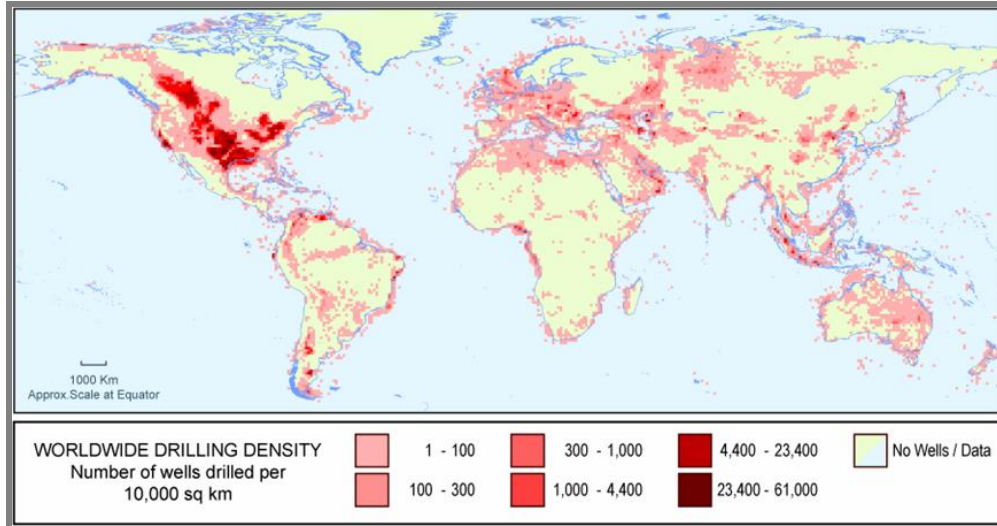 1000 Km
Approx.Scale at Equator
WORLDWIDE DRILLING DENSITY
Number of wells drilled per
10,000 sq km
1 - 100
100 - 300
300 - 1,000
1,000 - 4,400
4,400 - 23,400
23,400 - 61,000
No Wells / Data